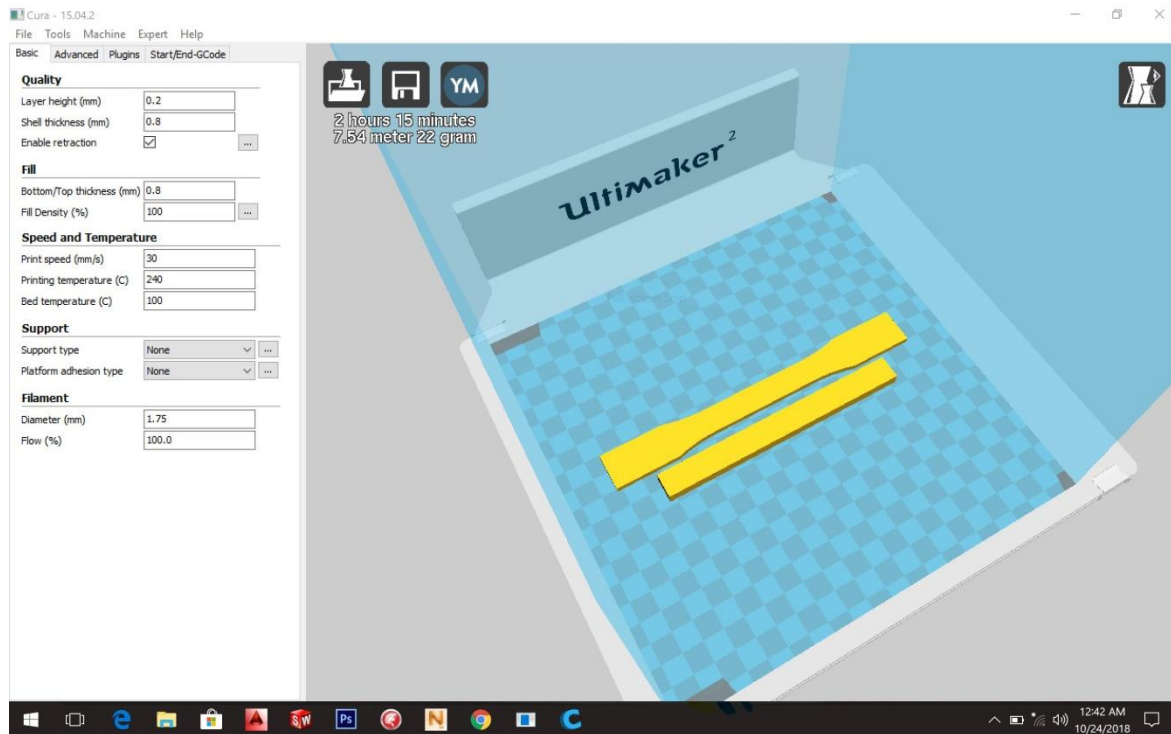 Cura - 15.04.2
File Tools Machine Expert Help
Basic Advanced Plugins Start/End-GCode
Quality
Layer height (mm) 0.2
Shell thickness (mm) 0.8
Enable retraction ...
Fill
Bottom/Top thickness (mm) 0.8
Fill Density (%) 100 ...
Speed and Temperature
Print speed (mm/s) 30
Printing temperature (C) 240
Bed temperature (C) 100
Support
Support type None ...
Platform adhesion type None ...
Filament
Diameter (mm) 1.75
Flow (%) 100.0
YM
2 hours 15 minutes
7.54 meter 22 gram
Ultimaker 2
SW
Ps
N
12:42 AM
10/24/2018